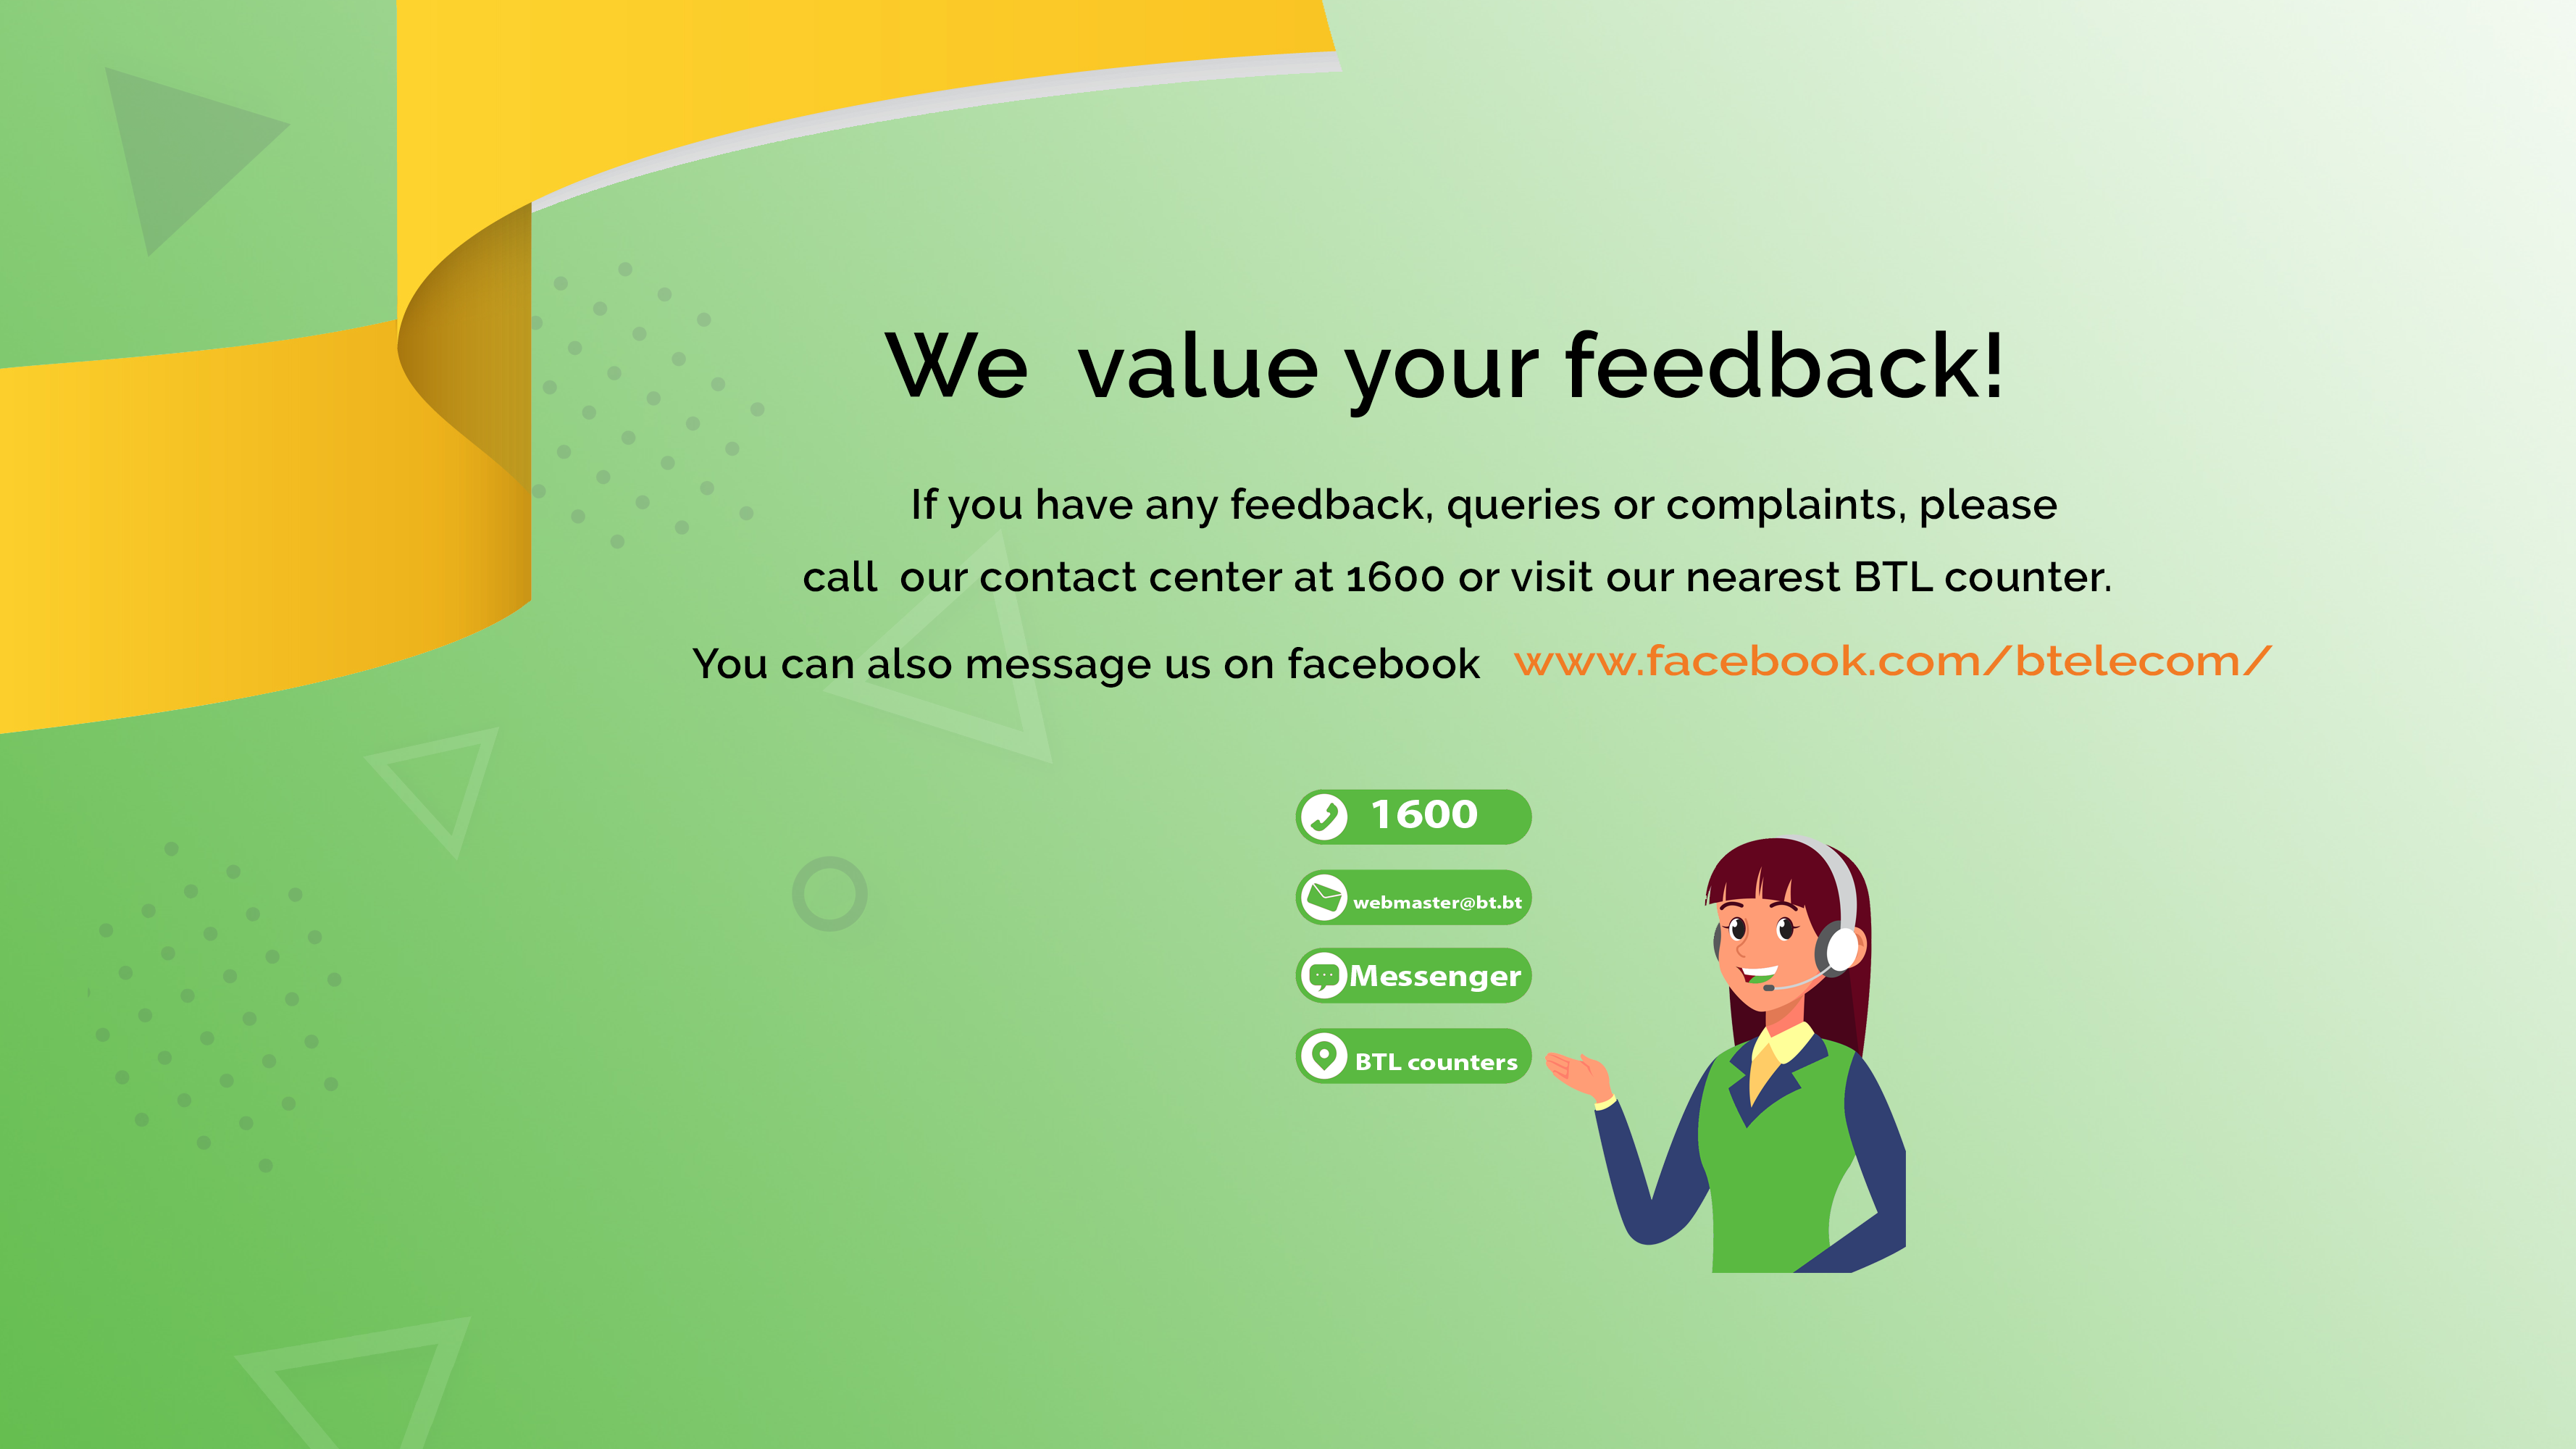 We value your feedback!
If you have any feedback, queries or complaints, please
call our contact center at 1600 or visit our nearest BTL counter.
You can also message us on facebook www.facebook.com/btelecom/
1600
webmaster@bt.bt
Messenger
BTL counters